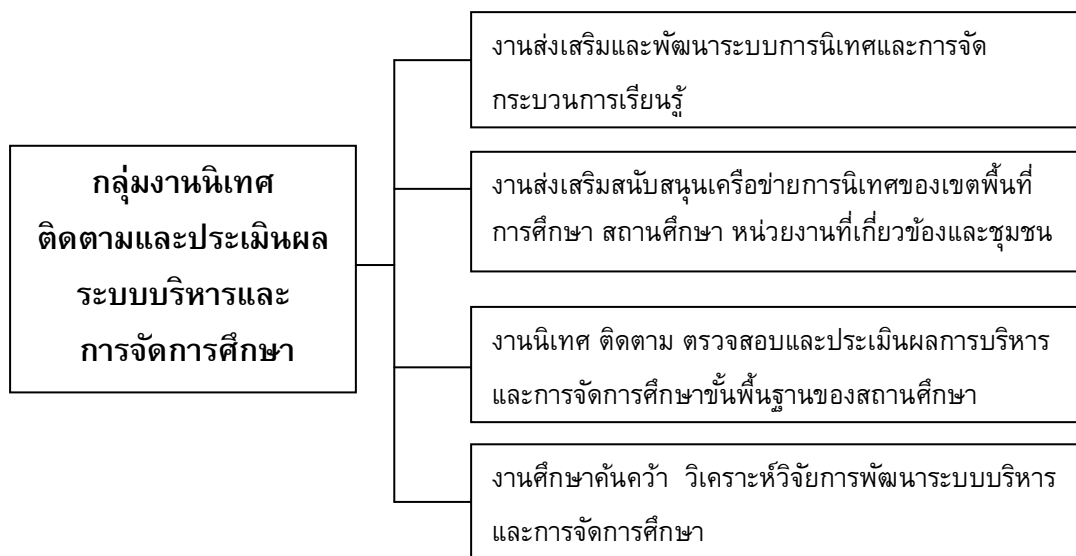 กลุ่มงานนิเทศ
ติดตามและประเมินผล
ระบบบริหารและ
การจัดการศึกษา
งานส่งเสริมและพัฒนาระบบการนิเทศและการจัด
กระบวนการเรียนรู้
งานส่งเสริมสนับสนุนเครือข่ายการนิเทศของเขตพื้นที่
การศึกษา สถานศึกษา หน่วยงานที่เกี่ยวข้องและชุมชน
งานนิเทศ ติดตาม ตรวจสอบและประเมินผลการบริหาร
และการจัดการศึกษาขั้นพื้นฐานของสถานศึกษา
งานศึกษาค้นคว้า วิเคราะห์วิจัยการพัฒนาระบบบริหาร
และการจัดการศึกษา